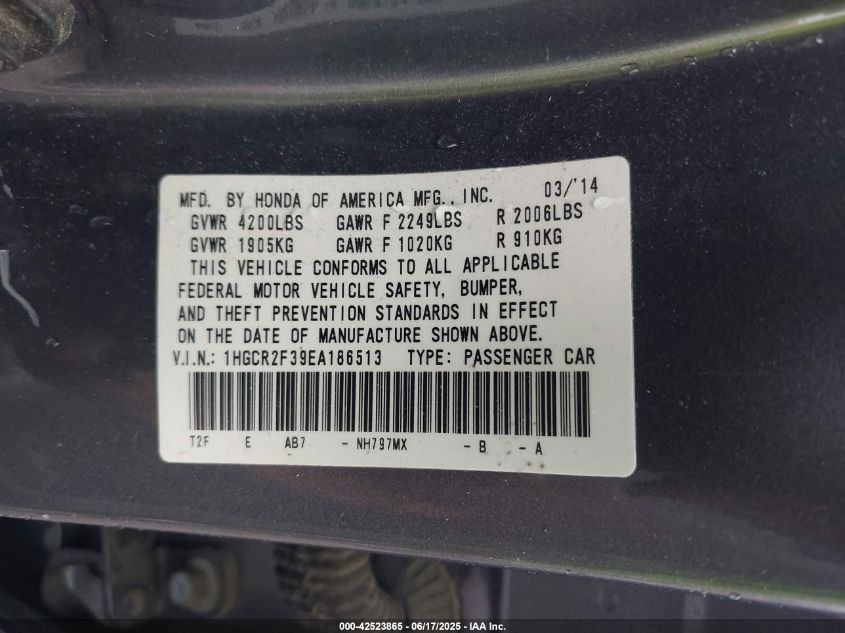 MFD. BY HONDA OF AMERICA MFG., INC. 03/'14
GVWR 4200LBS GAWR F 2249LBS R 2006LBS
GVWR 1905KG GAWR F 1020KG R 910KG
THIS VEHICLE CONFORMS TO ALL APPLICABLE
FEDERAL MOTOR VEHICLE SAFETY, BUMPER,
AND THEFT PREVENTION STANDARDS IN EFFECT
ON THE DATE OF MANUFACTURE SHOWN ABOVE.
V.I.N.: 1HGCR2F39EA186513 TYPE: PASSENGER CAR
T2F E AB7 - NH797MX - B - A
000-42523865 - 06/17/2025 - IAA Inc.